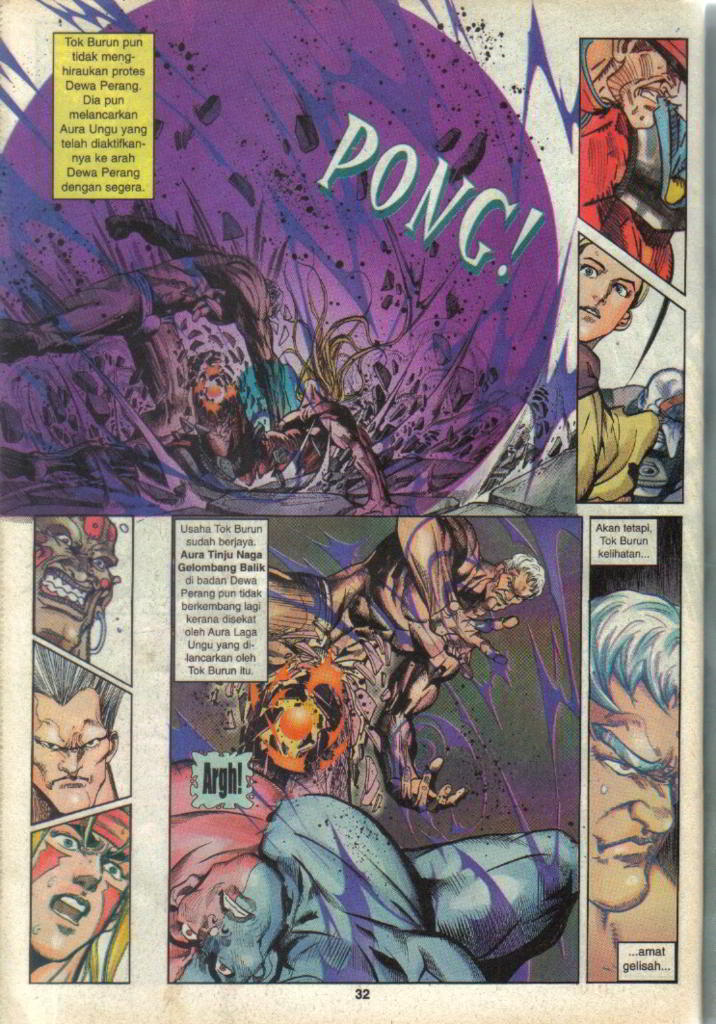 Tok Burun pun
tidak meng-
hiraukan protes
Dewa Perang.
Dia pun
melancarkan
Aura Ungu yang
telah diaktifkan-
nya ke arah
Dewa Perang
dengan segera.
PONG!
Usaha Tok Burun
sudah berjaya.
Aura Tinju Naga
Gelombang Balik
di badan Dewa
Perang pun tidak
berkembang lagi
kerana disekat
oleh Aura Laga
Ungu yang di-
lancarkan oleh
Tok Burun Itu.
Argh!
Akan tetapi,
Tok Burun
kelihatan...
...amat
gelisah...
32